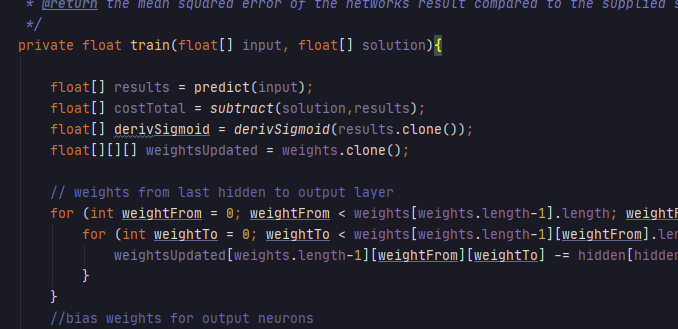 * @return the mean squared error of the networks result compared to the supplied s
*/
private float train(float[] input, float[] solution){
float[] results = predict(input);
float[] costTotal = subtract(solution,results);
float[] derivSigmoid = derivSigmoid(results.clone());
float[][][] weightsUpdated = weights.clone();
// weights from last hidden to output layer
for (int weightFrom = 0; weightFrom < weights[weights.length-1].length; weightF
for (int weightTo = 0; weightTo < weights[weights.length-1][weightFrom].len
weightsUpdated[weights.length-1][weightFrom][weightTo] -= hidden[hidden
}
}
//bias weights for output neurons